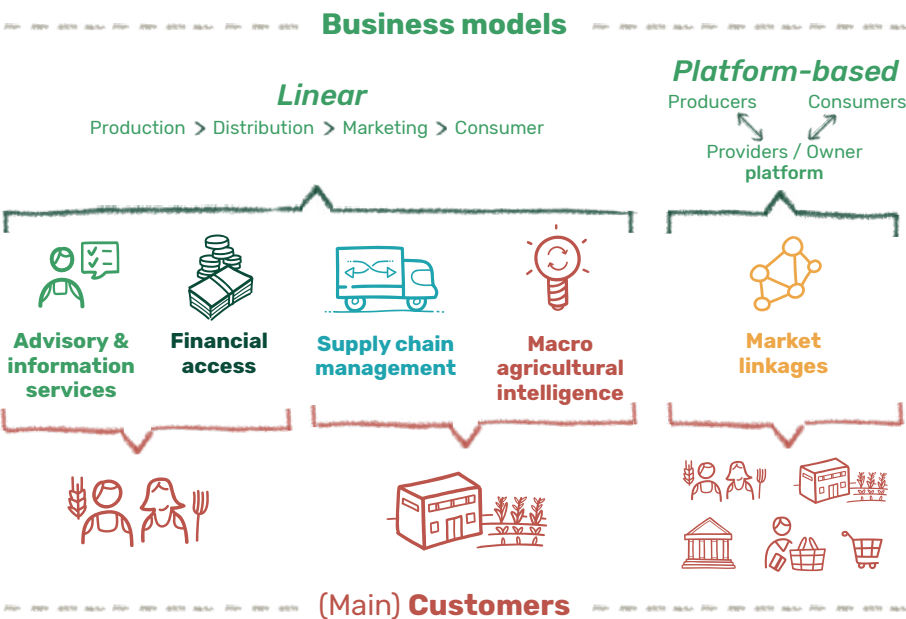 Business models
Linear
Production > Distribution > Marketing > Consumer
Platform-based
Producers Consumers
Providers / Owner
platform
Advisory &
information
services
Financial
access
Supply chain
management
Macro
agricultural
intelligence
Market
linkages
(Main) Customers